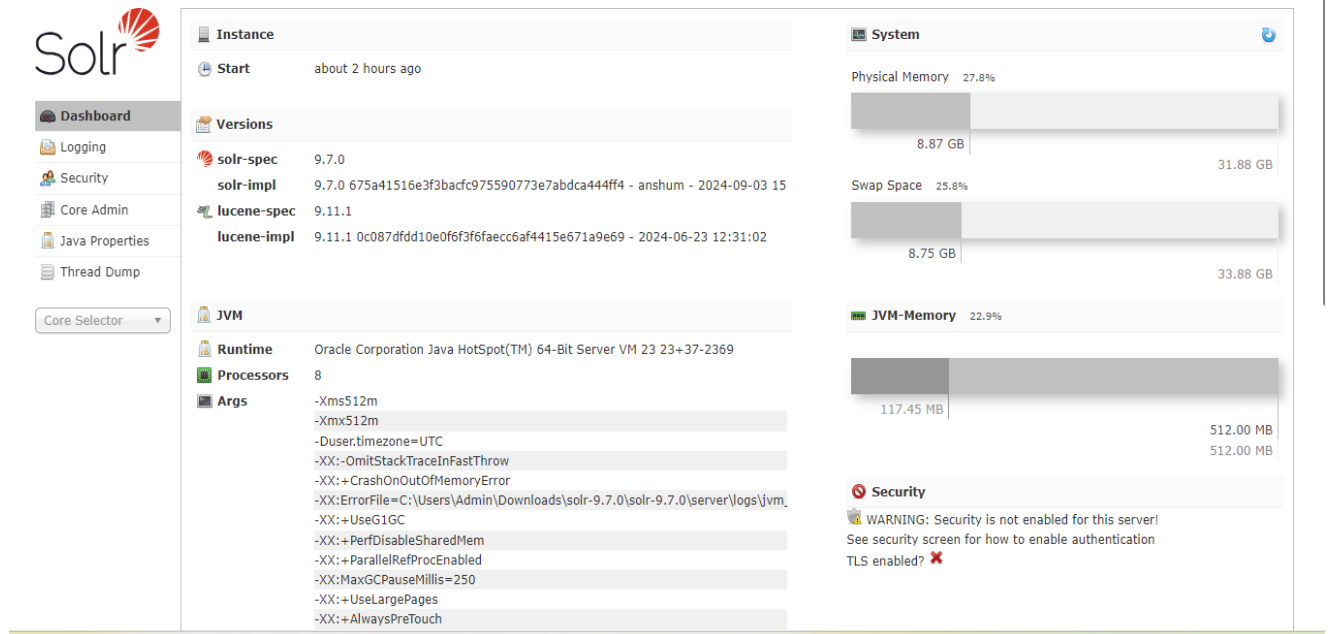 Solr
Dashboard
Logging
Security
Core Admin
Java Properties
Thread Dump
Core Selector
Instance
Start about 2 hours ago
Versions
solr-spec 9.7.0
solr-impl 9.7.0 675a41516e3f3bacfc975590773e7abdca444ff4 - anshum - 2024-09-03 15
lucene-spec 9.11.1
lucene-impl 9.11.1 0c087dfdd10e0f6f3f6faecc6af4415e671a9e69 - 2024-06-23 12:31:02
JVM
Runtime Oracle Corporation Java HotSpot(TM) 64-Bit Server VM 23 23+37-2369
Processors 8
Args -Xms512m
-Xmx512m
-Duser.timezone=UTC
-XX:-OmitStackTraceInFastThrow
-XX:+CrashOnOutOfMemoryError
-XX:ErrorFile=C:\Users\Admin\Downloads\solr-9.7.0\solr-9.7.0\server\logs\jvm_
-XX:+UseG1GC
-XX:+PerfDisableSharedMem
-XX:+ParallelRefProcEnabled
-XX:MaxGCPauseMillis=250
-XX:+UseLargePages
-XX:+AlwaysPreTouch
System
Physical Memory 27.8%
8.87 GB
31.88 GB
Swap Space 25.8%
8.75 GB
33.88 GB
JVM-Memory 22.9%
117.45 MB
512.00 MB
512.00 MB
Security
WARNING: Security is not enabled for this server!
See security screen for how to enable authentication
TLS enabled?